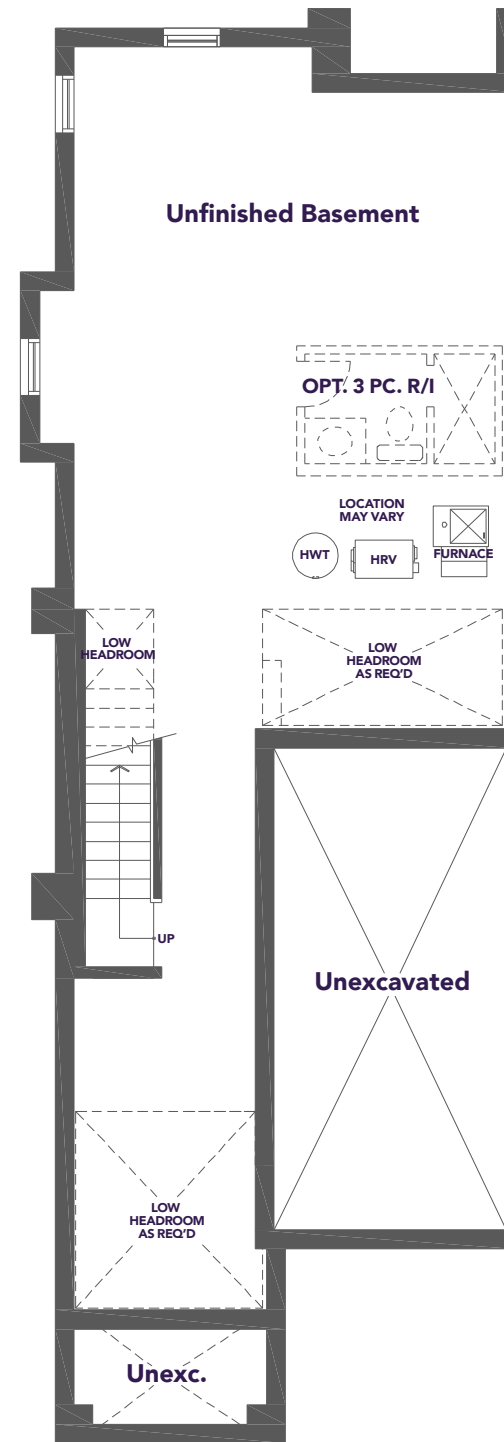 Unfinished Basement
OPT. 3 PC. R/I
LOCATION
MAY VARY
HWT
HRV
FURNACE
LOW
HEADROOM
LOW
HEADROOM
AS REQ'D
UP
Unexcavated
LOW
HEADROOM
AS REQ'D
Unexc.